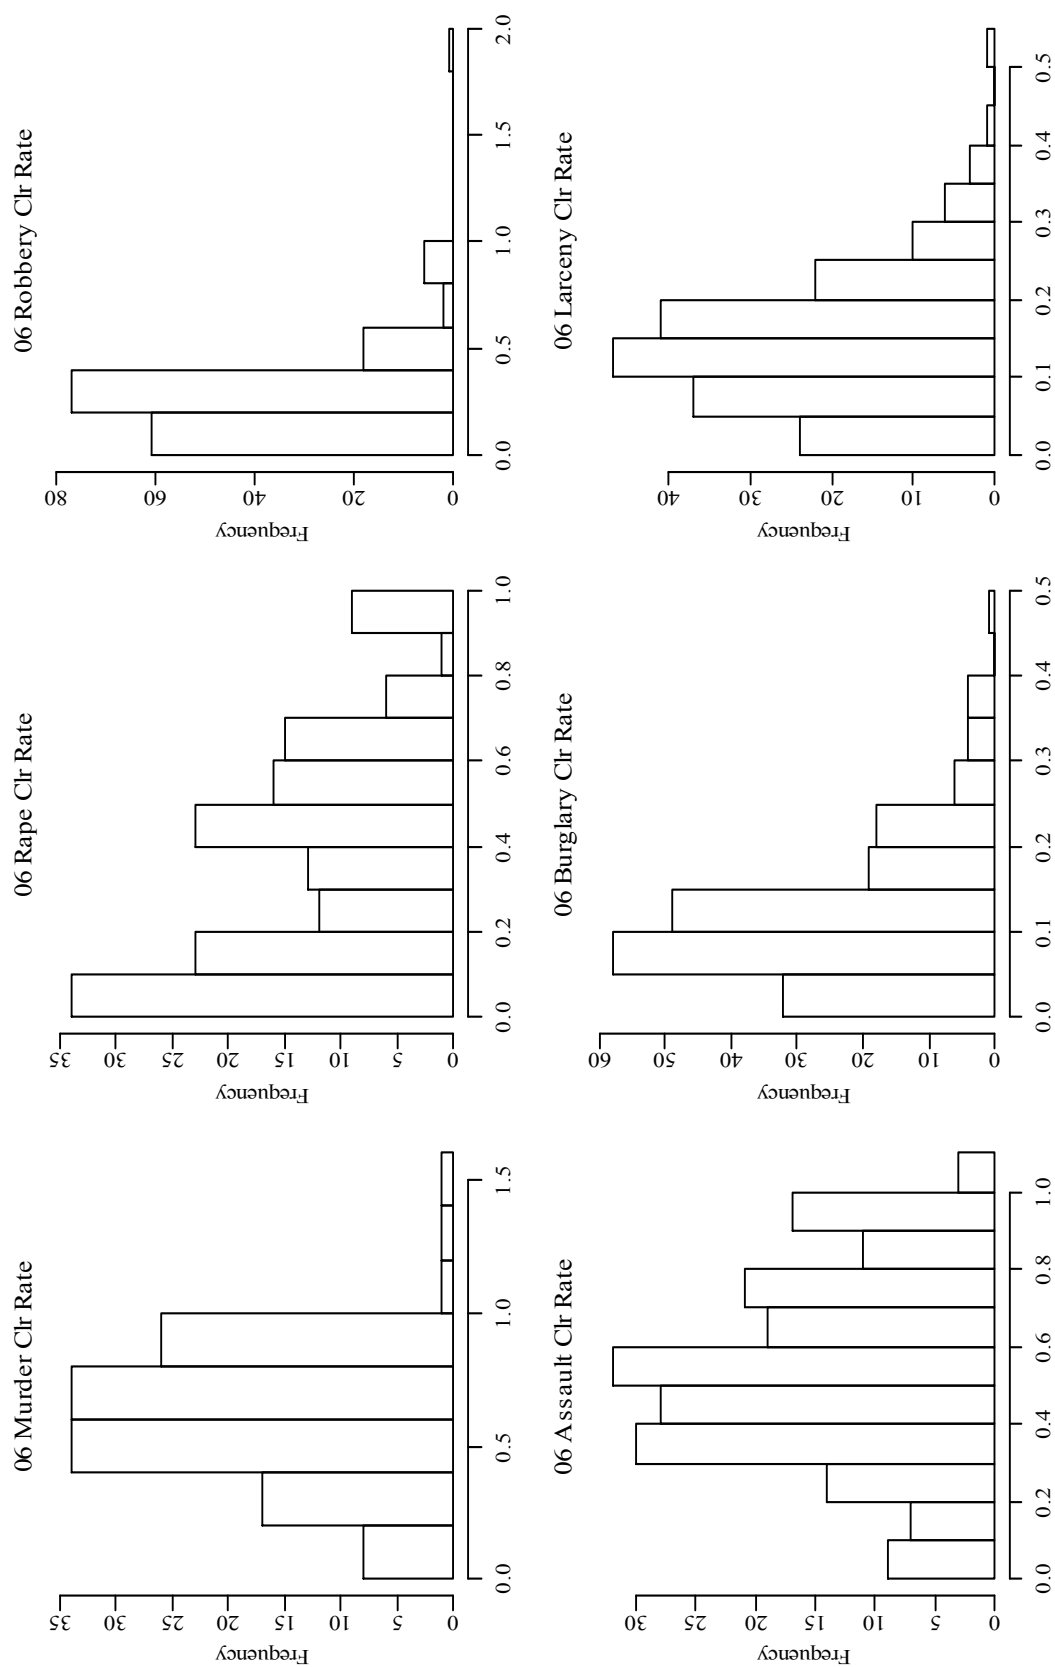 06 Murder Clr Rate
Frequency
0 5 10 15 20 25 30 35
0.0 0.5 1.0 1.5
06 Rape Clr Rate
Frequency
0 5 10 15 20 25 30 35
0.0 0.2 0.4 0.6 0.8 1.0
06 Robbery Clr Rate
Frequency
0 20 40 60 80
0.0 0.5 1.0 1.5 2.0
06 Assault Clr Rate
Frequency
0 5 10 15 20 25 30
0.0 0.2 0.4 0.6 0.8 1.0
06 Burglary Clr Rate
Frequency
0 10 20 30 40 50 60
0.0 0.1 0.2 0.3 0.4 0.5
06 Larceny Clr Rate
Frequency
0 10 20 30 40
0.0 0.1 0.2 0.3 0.4 0.5